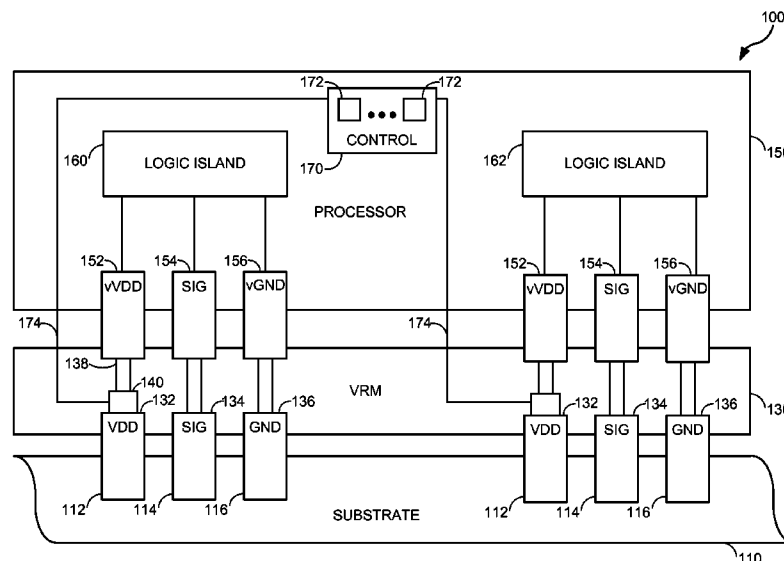 100
172 172
CONTROL
170
160
LOGIC ISLAND
162
LOGIC ISLAND
150
PROCESSOR
152 154 156
vVDD SIG vGND
152 154 156
vVDD SIG vGND
174
174
138
140
VRM
132 134 136
VDD SIG GND
132 134 136
VDD SIG GND
130
112 114 116
SUBSTRATE
112 114 116
110